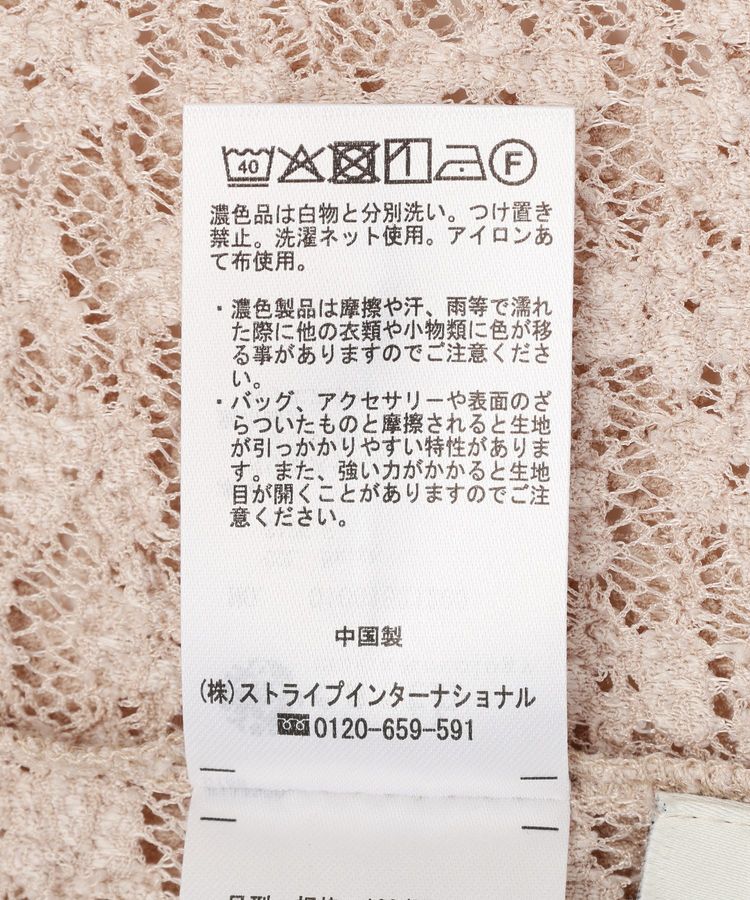 40 F
濃色品は白物と分別洗い。つけ置き
禁止。洗濯ネット使用。アイロンあ
て布使用。
・濃色製品は摩擦や汗、雨等で濡れ
た際に他の衣類や小物類に色が移
る事がありますのでご注意くださ
い。
・バッグ、アクセサリーや表面のざ
らついたものと摩擦されると生地
が引っかかりやすい特性がありま
す。また、強い力がかかると生地
目が開くことがありますのでご注
意ください。
中国製
(株)ストライプインターナショナル
0120-659-591